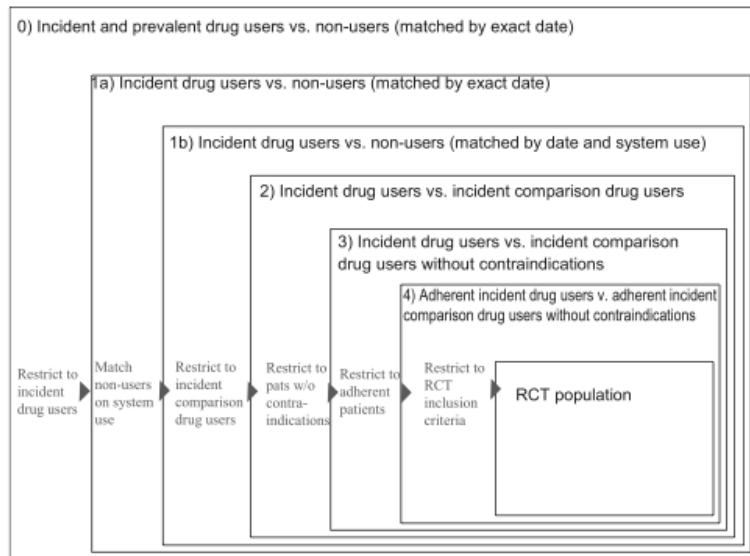 0) Incident and prevalent drug users vs. non-users (matched by exact date)
1a) Incident drug users vs. non-users (matched by exact date)
1b) Incident drug users vs. non-users (matched by date and system use)
2) Incident drug users vs. incident comparison drug users
3) Incident drug users vs. incident comparison
drug users without contraindications
4) Adherent incident drug users v. adherent incident
comparison drug users without contraindications
Restrict to
incident
drug users
Match
non-users
on system
use
Restrict to
incident
comparison
drug users
Restrict to
pats w/o
contra-
indications
Restrict to
adherent
patients
Restrict to
RCT
inclusion
criteria
RCT population